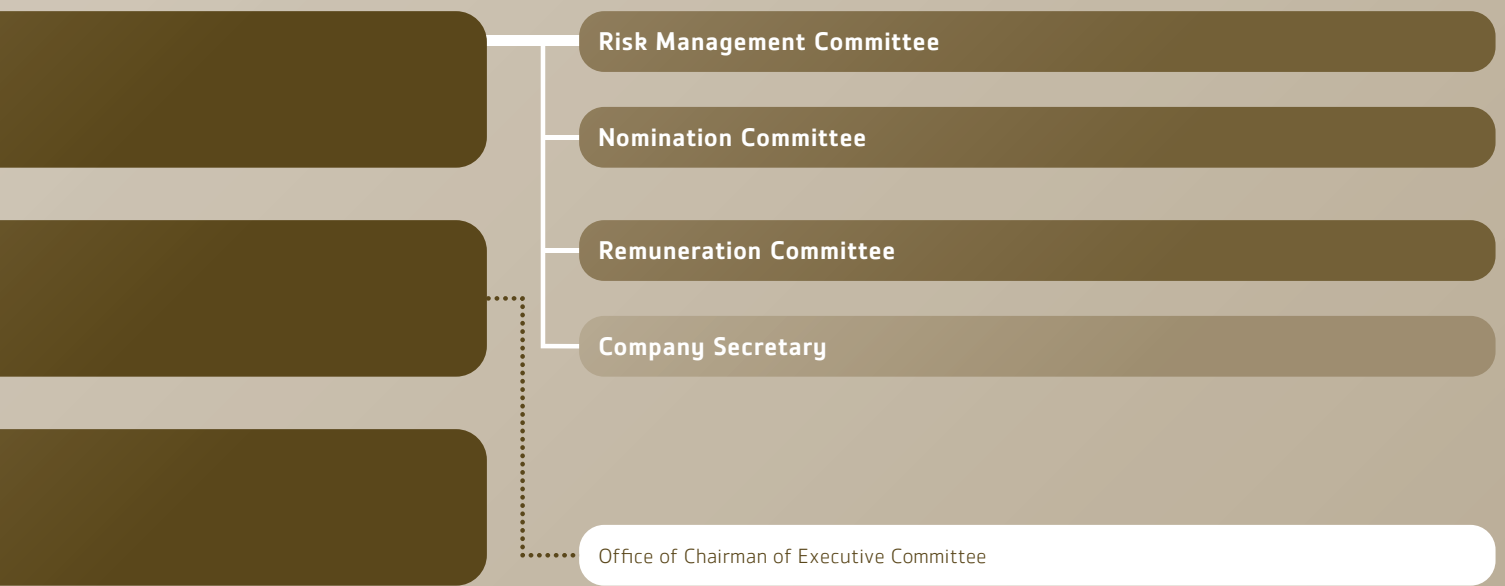 Risk Management Committee
Nomination Committee
Remuneration Committee
Company Secretary
Office of Chairman of Executive Committee